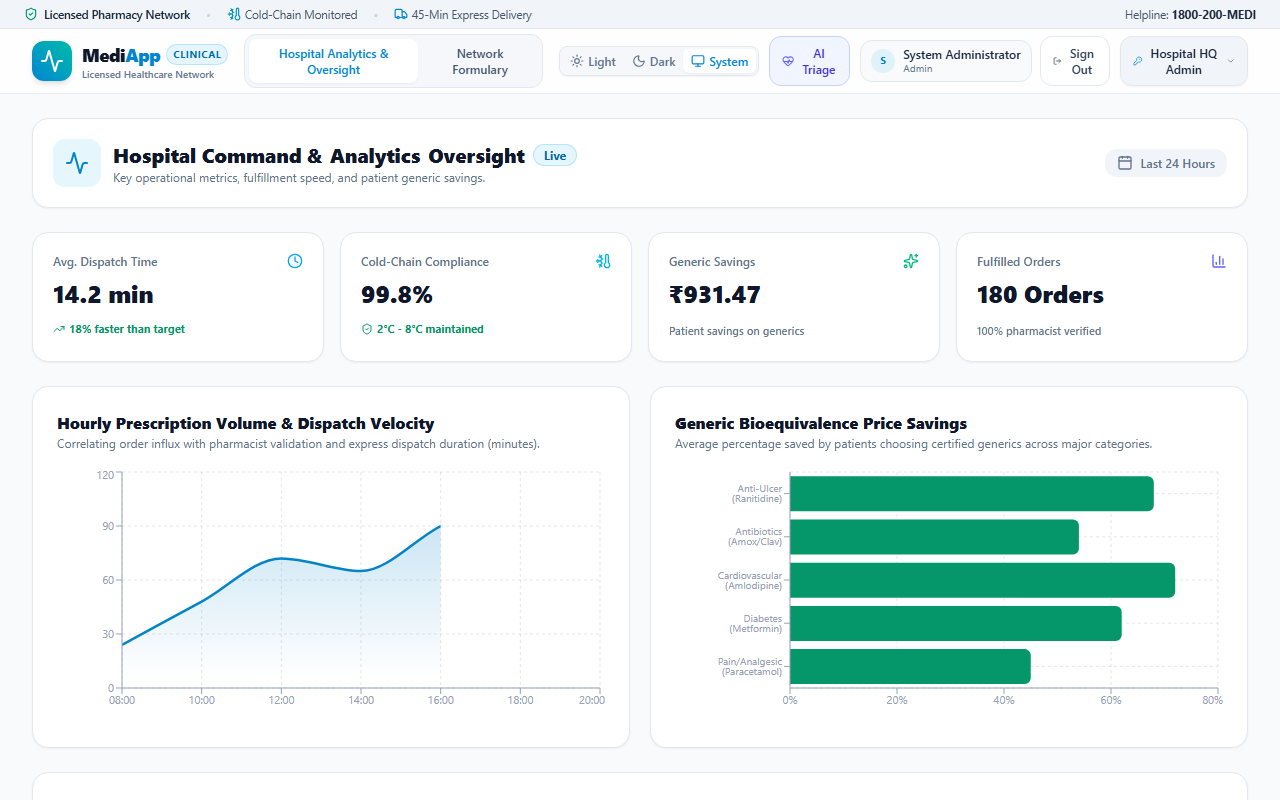 Licensed Pharmacy Network • Cold-Chain Monitored • 45-Min Express Delivery
Helpline: 1800-200-MEDI
MediApp CLINICAL
Licensed Healthcare Network
Hospital Analytics &
Oversight
Network
Formulary
Light Dark System
AI
Triage
S
System Administrator
Admin
Sign
Out
Hospital HQ
Admin
Hospital Command & Analytics Oversight Live
Key operational metrics, fulfillment speed, and patient generic savings.
Last 24 Hours
Avg. Dispatch Time
14.2 min
18% faster than target
Cold-Chain Compliance
99.8%
2°C - 8°C maintained
Generic Savings
₹931.47
Patient savings on generics
Fulfilled Orders
180 Orders
100% pharmacist verified
Hourly Prescription Volume & Dispatch Velocity
Correlating order influx with pharmacist validation and express dispatch duration (minutes).
120
90
60
30
0
08:00 10:00 12:00 14:00 16:00 18:00 20:00
Generic Bioequivalence Price Savings
Average percentage saved by patients choosing certified generics across major categories.
Anti-Ulcer
(Ranitidine)
Antibiotics
(Amox/Clav)
Cardiovascular
(Amlodipine)
Diabetes
(Metformin)
Pain/Analgesic
(Paracetamol)
0% 20% 40% 60% 80%